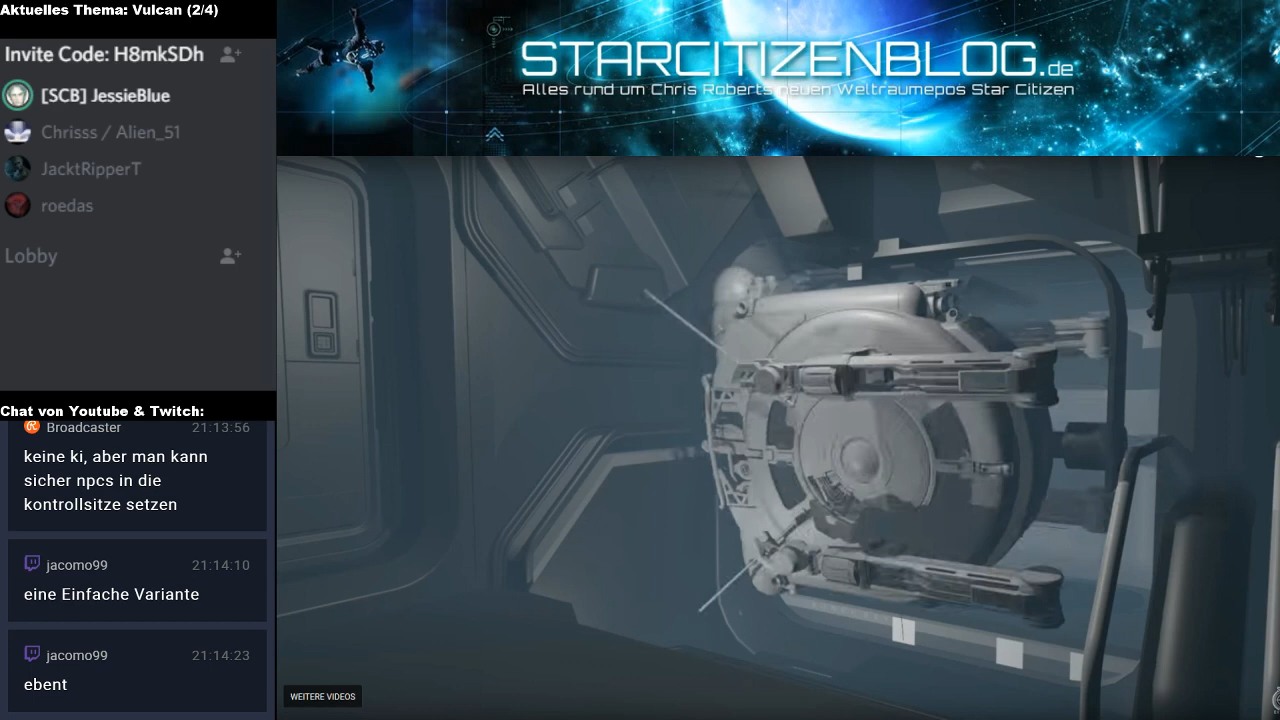 Aktuelles Thema: Vulcan (2/4)
Invite Code: H8mkSDh
[SCB] JessieBlue
Chrisss / Alien_51
JacktRipperT
roedas
Lobby
Chat von Youtube & Twitch:
Broadcaster 21:13:56
keine ki, aber man kann
sicher npcs in die
kontrollsitze setzen
jacomo99 21:14:10
eine Einfache Variante
jacomo99 21:14:23
ebent
STARCITIZENBLOG.de
Alles rund um Chris Roberts neuen Weltraumepos Star Citizen
WEITERE VIDEOS